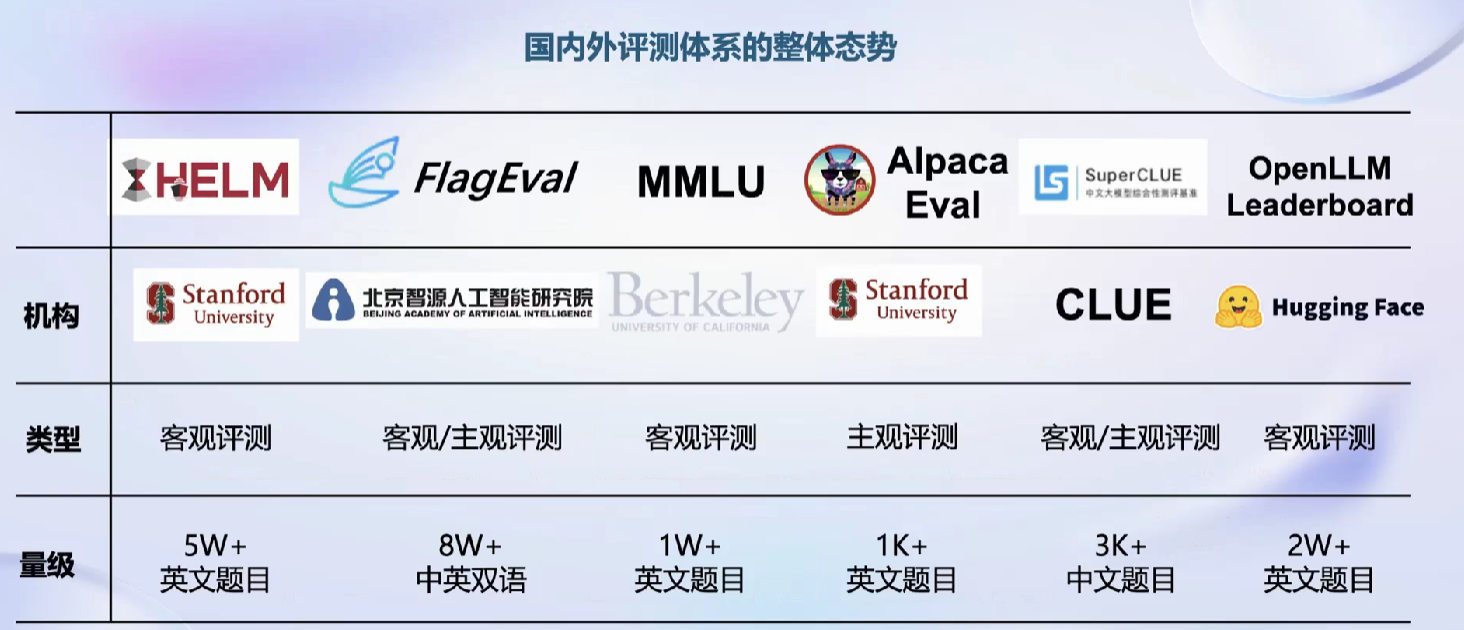 国内外评测体系的整体态势
HELM
FlagEval
MMLU
Alpaca
Eval
SuperCLUE
中文大模型综合性测评基准
OpenLLM
Leaderboard
机构
Stanford
University
北京智源人工智能研究院
BEIJING ACADEMY OF ARTIFICIAL INTELLIGENCE
Berkeley
UNIVERSITY OF CALIFORNIA
Stanford
University
CLUE
Hugging Face
类型
客观评测
客观/主观评测
客观评测
主观评测
客观/主观评测
客观评测
量级
5W+
英文题目
8W+
中英双语
1W+
英文题目
1K+
英文题目
3K+
中文题目
2W+
英文题目